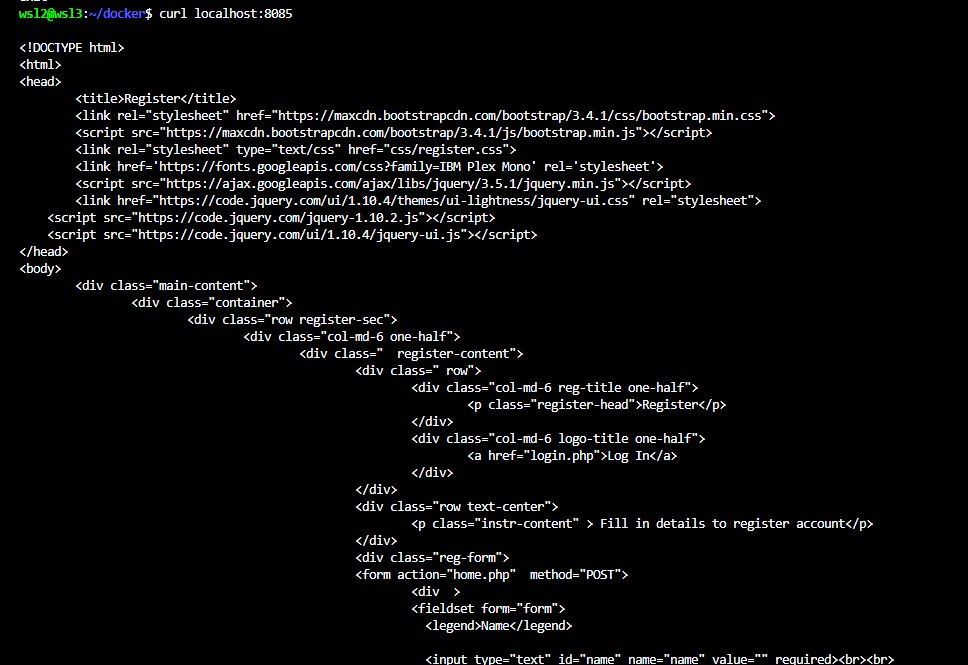 wsl2@wsl3:~/docker$ curl localhost:8085
<!DOCTYPE html>
<html>
<head>
<title>Register</title>
<link rel="stylesheet" href="https://maxcdn.bootstrapcdn.com/bootstrap/3.4.1/css/bootstrap.min.css">
<script src="https://maxcdn.bootstrapcdn.com/bootstrap/3.4.1/js/bootstrap.min.js"></script>
<link rel="stylesheet" type="text/css" href="css/register.css">
<link href='https://fonts.googleapis.com/css?family=IBM Plex Mono' rel='stylesheet'>
<script src="https://ajax.googleapis.com/ajax/libs/jquery/3.5.1/jquery.min.js"></script>
<link href="https://code.jquery.com/ui/1.10.4/themes/ui-lightness/jquery-ui.css" rel="stylesheet">
<script src="https://code.jquery.com/jquery-1.10.2.js"></script>
<script src="https://code.jquery.com/ui/1.10.4/jquery-ui.js"></script>
</head>
<body>
<div class="main-content">
<div class="container">
<div class="row register-sec">
<div class="col-md-6 one-half">
<div class="  register-content">
<div class=" row">
<div class="col-md-6 reg-title one-half">
<p class="register-head">Register</p>
</div>
<div class="col-md-6 logo-title one-half">
<a href="login.php">Log In</a>
</div>
</div>
<div class="row text-center">
<p class="instr-content" > Fill in details to register account</p>
</div>
<div class="reg-form">
<form action="home.php"  method="POST">
<div  >
<fieldset form="form">
<legend>Name</legend>
<input type="text" id="name" name="name" value="" required><br><br>